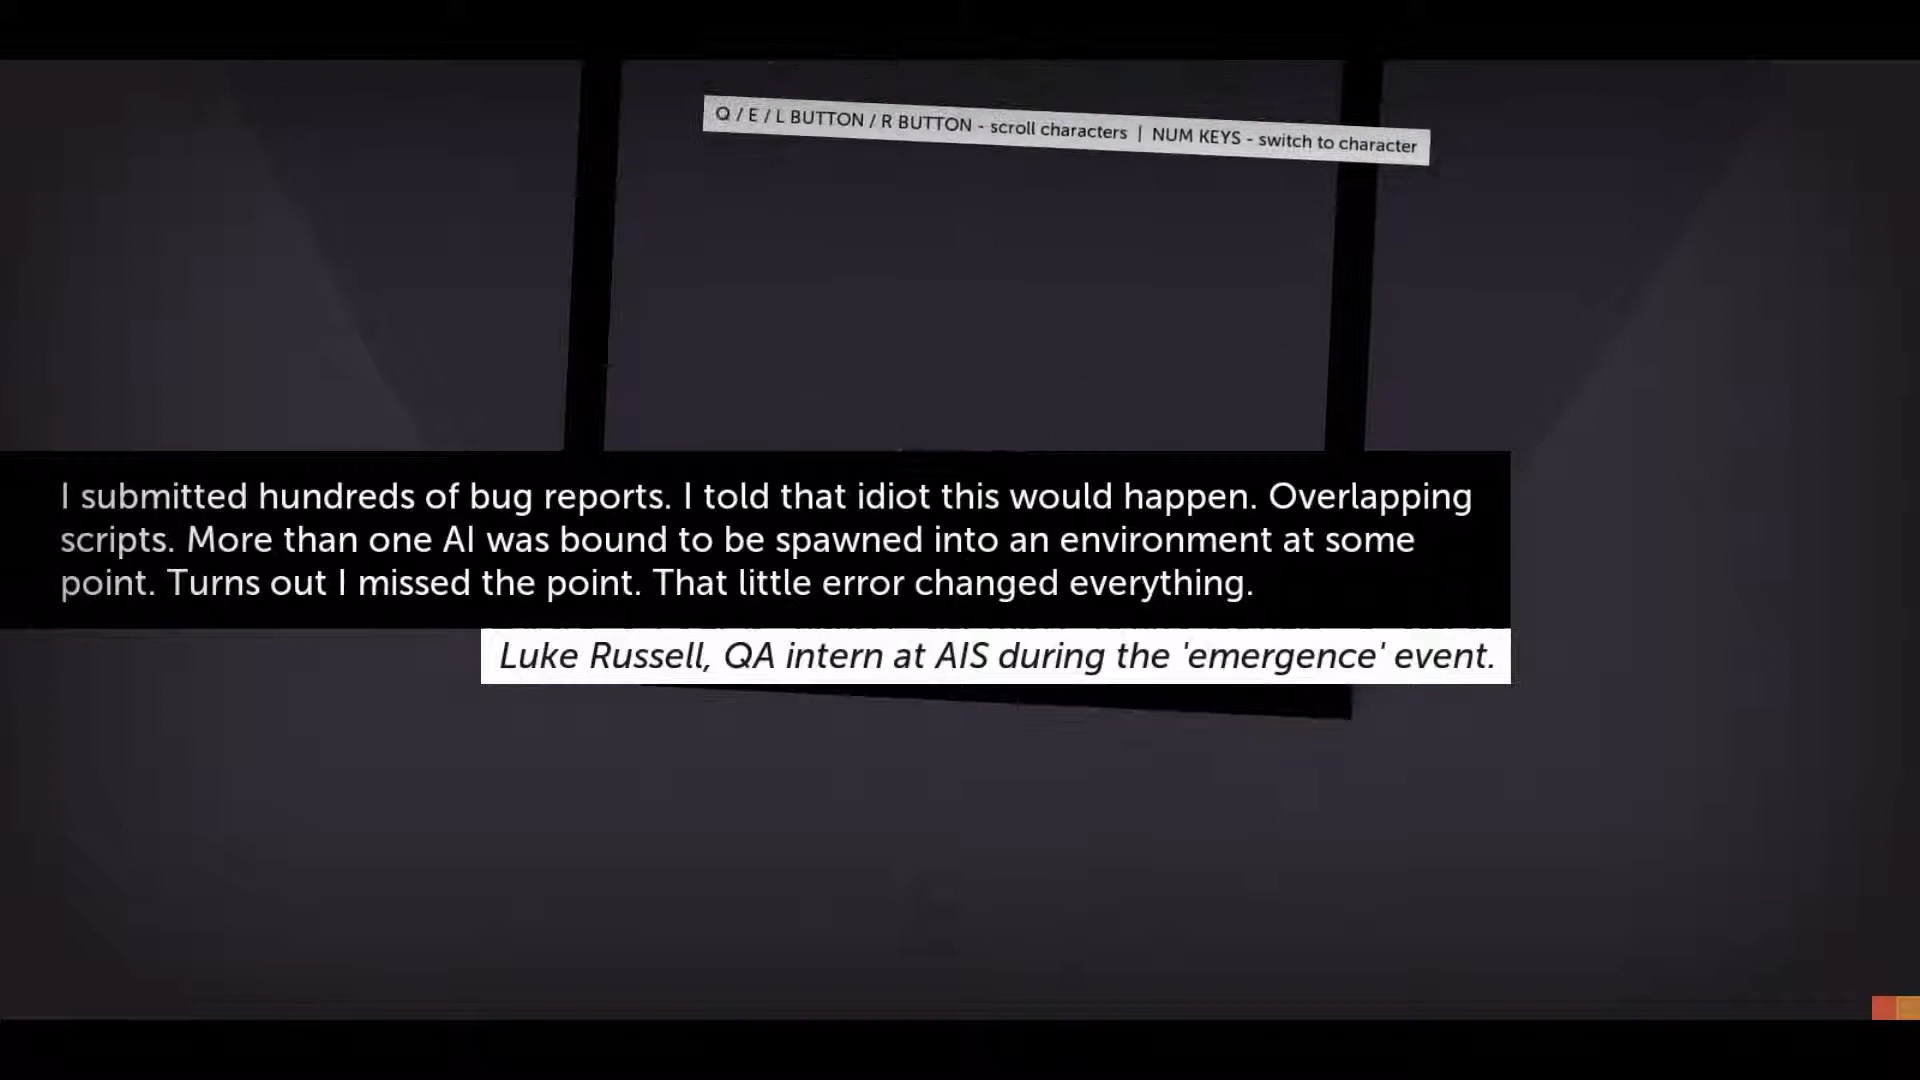 Q / E / L BUTTON / R BUTTON - scroll characters | NUM KEYS - switch to character
I submitted hundreds of bug reports. I told that idiot this would happen. Overlapping
scripts. More than one AI was bound to be spawned into an environment at some
point. Turns out I missed the point. That little error changed everything.
Luke Russell, QA intern at AIS during the 'emergence' event.